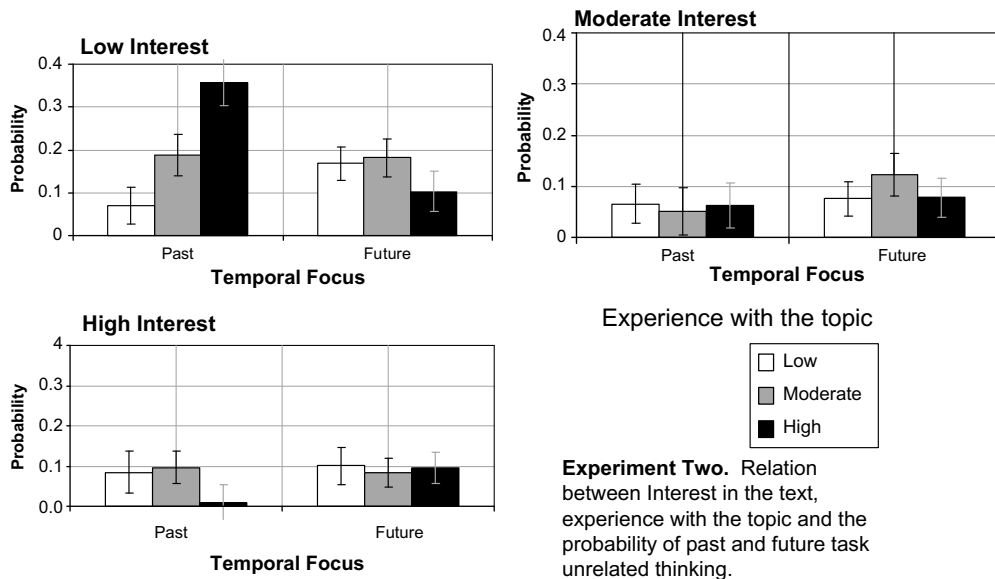 Low Interest
Probability
0.4
0.3
0.2
0.1
0
Past
Future
Temporal Focus
Moderate Interest
Probability
0.4
0.3
0.2
0.1
0
Past
Future
Temporal Focus
High Interest
Probability
4
0.3
0.2
0.1
0.0
Past
Future
Temporal Focus
Experience with the topic
Low
Moderate
High
Experiment Two. Relation
between Interest in the text,
experience with the topic and the
probability of past and future task
unrelated thinking.